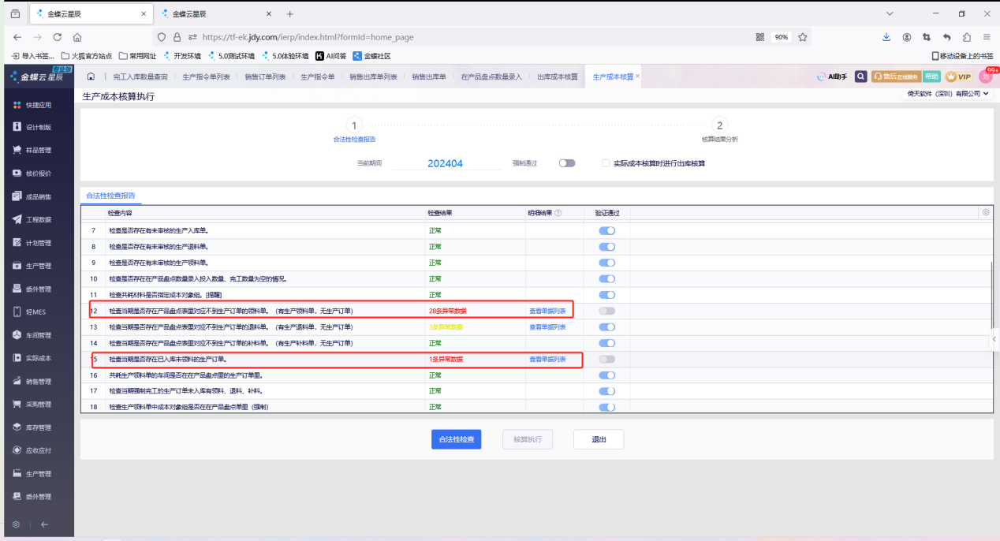 金蝶云星辰
金蝶云星辰
https://tf-ek.jdy.com/ierp/index.html?formId=home_page
90%
导入书签...
火狐官方站点
常用网址
开发环境
5.0测试环境
5.0体验环境
AI问答
金蝶社区
移动设备上的书签
金蝶云星辰
专业版
完工入库数量查询
生产指令单列表
销售订单列表
生产指令单
销售出库单列表
销售出库单
在产品盘点数量录入
出库成本核算
生产成本核算
AI助手
售后在线服务
帮助
VIP
刘
99+
生产成本核算执行
倚天软件（深圳）有限公司
快捷应用
设计制版
样品管理
核价报价
成品销售
工程数据
计划管理
生产管理
委外管理
轻MES
车间管理
实际成本
销售管理
采购管理
库存管理
应收应付
生产管理
委外管理
1
合法性检查报告
2
核算结果分析
当前期间
202404
强制通过
实际成本核算时进行出库核算
合法性检查报告
检查内容 检查结果 明细结果 验证通过
7 检查是否存在有未审核的生产入库单。 正常
8 检查是否存在有未审核的生产退料单。 正常
9 检查是否存在有未审核的生产领料单。 正常
10 检查是否存在在产品盘点数量录入投入数量、完工数量为空的情况。 正常
11 检查共耗材料是否指定成本对象组。[提醒] 正常
12 检查当期是否存在产品盘点表里对应不到生产订单的领料单。（有生产领料单，无生产订单） 28条异常数据 查看单据列表
13 检查当期是否存在产品盘点表里对应不到生产订单的退料单。（有生产退料单，无生产订单） 3条异常数据 查看单据列表
14 检查当期是否存在产品盘点表里对应不到生产订单的补料单。（有生产补料单，无生产订单） 正常
15 检查当期是否存在已入库未领料的生产订单。 1条异常数据 查看单据列表
16 共耗生产领料单的车间是否在在产品盘点里的生产订单里。 正常
17 检查当期强制完工的生产订单未入库有领料、退料、补料。 正常
18 检查生产领料单中成本对象组是否在在产品盘点单里（强制） 正常
合法性检查
核算执行
退出